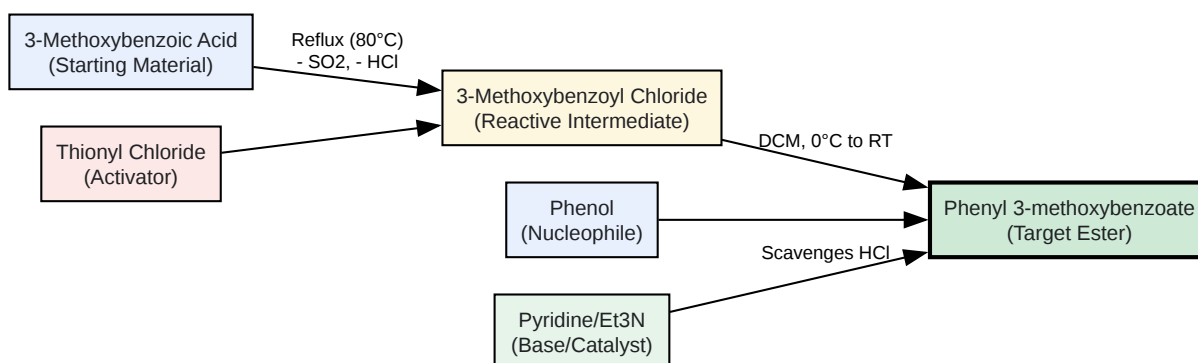 3-Methoxybenzoic Acid
(Starting Material)
Reflux (80°C)
- SO2, - HCl
Thionyl Chloride
(Activator)
3-Methoxybenzoyl Chloride
(Reactive Intermediate)
DCM, 0°C to RT
Phenol
(Nucleophile)
Scavenges HCl
Pyridine/Et3N
(Base/Catalyst)
Phenyl 3-methoxybenzoate
(Target Ester)